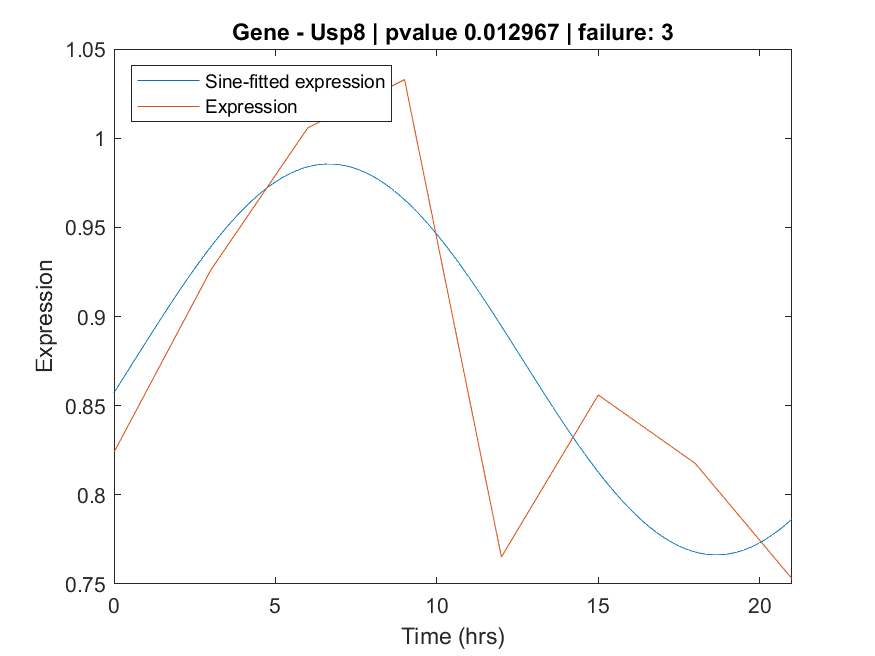 Gene - Usp8 | pvalue 0.012967 | failure: 3
1.05
Sine-fitted expression
Expression
1
0.95
0.9
Expression
0.85
0.8
0.75
0 5 10 15 20
Time (hrs)